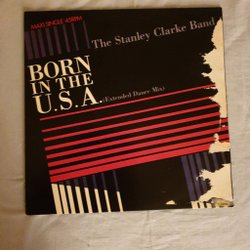 MAXI-SINGLE 45RPM
The Stanley Clarke Band
BORN
IN THE
U.S.A. (Extended Dance Mix)